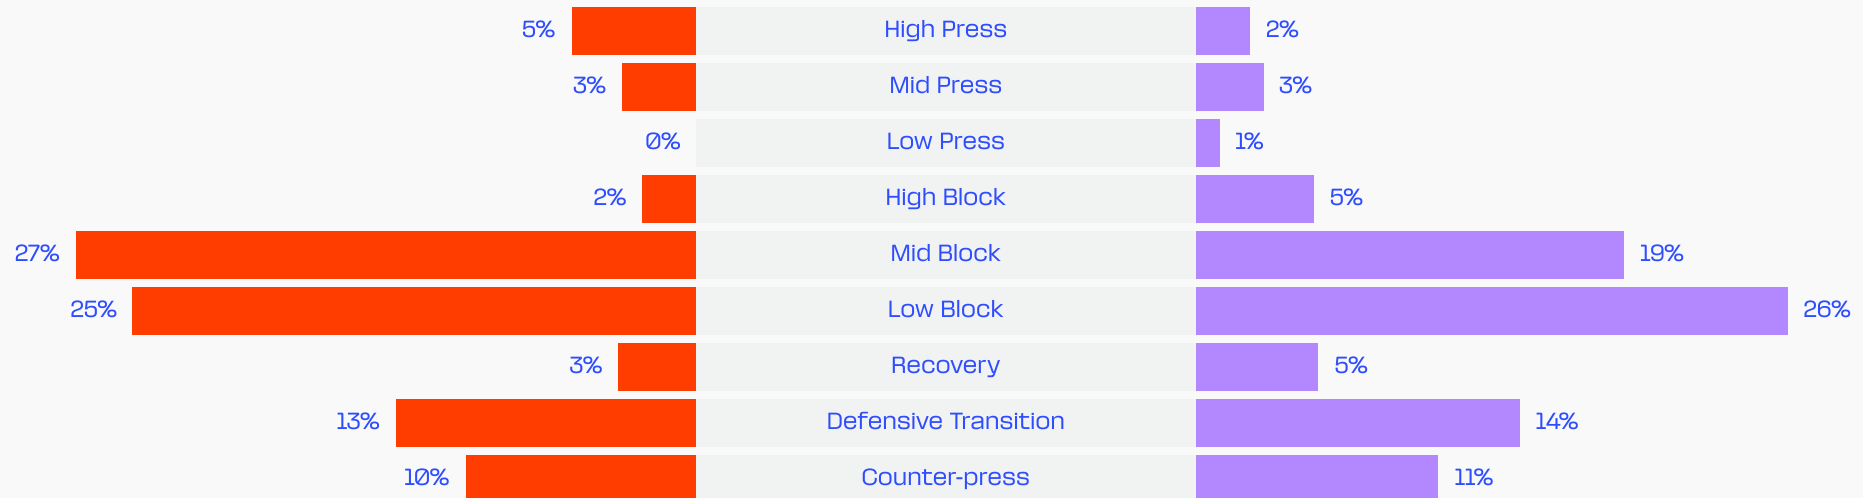 5% High Press 2%
3% Mid Press 3%
0% Low Press 1%
2% High Block 5%
27% Mid Block 19%
25% Low Block 26%
3% Recovery 5%
13% Defensive Transition 14%
10% Counter-press 11%